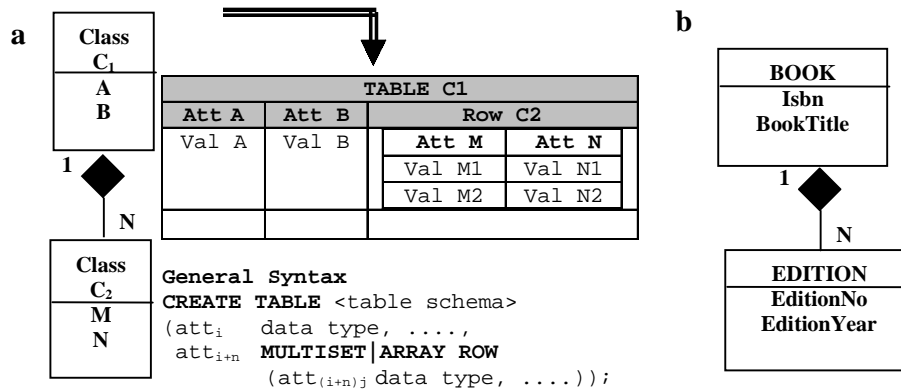 a
Class
C₁
A
B
1
N
Class
C₂
M
N
TABLE C1
Att A Att B Row C2
Val A Val B Att M Att N
Val M1 Val N1
Val M2 Val N2
General Syntax
CREATE TABLE <table schema>
(attᵢ data type, ....,
attᵢ₊ₙ MULTISET|ARRAY ROW
(att₍ᵢ₊ₙ₎ⱼ data type, ....));
b
BOOK
Isbn
BookTitle
1
N
EDITION
EditionNo
EditionYear